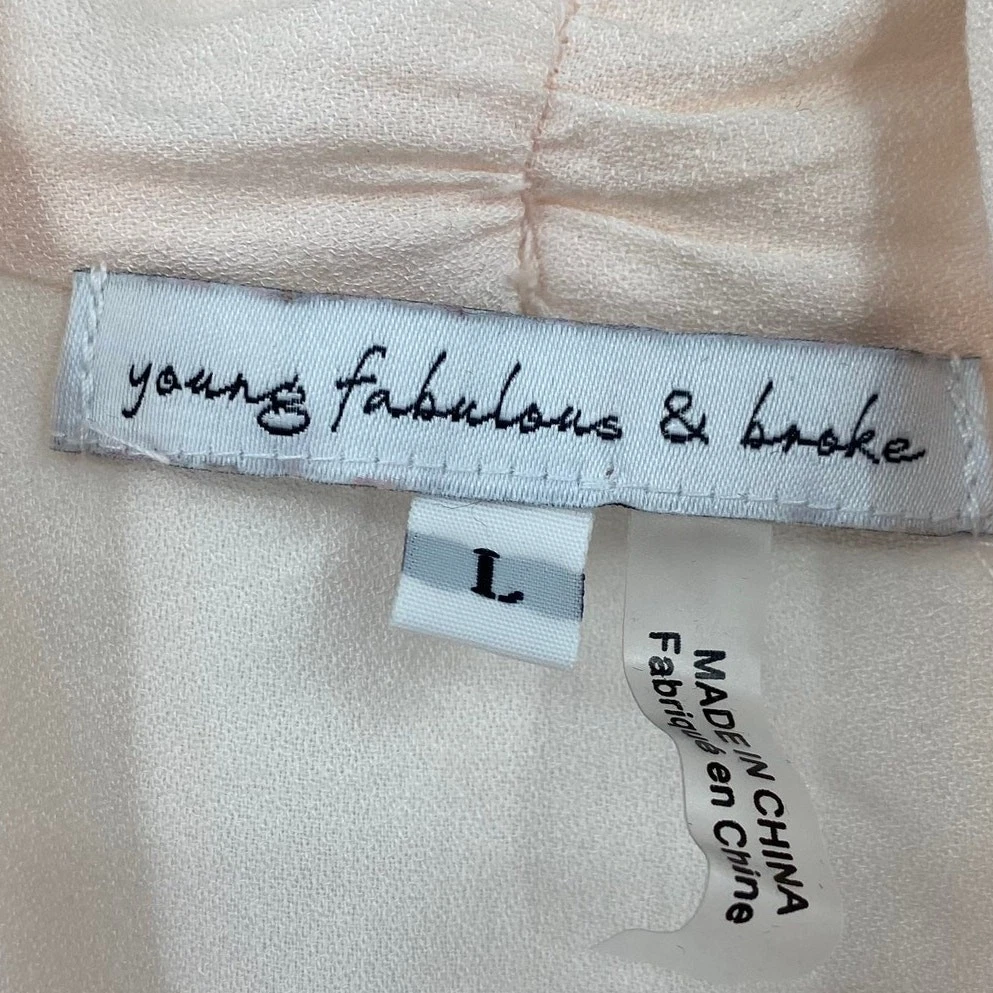 young fabulous & broke
L
MADE IN CHINA
Fabriqué en Chine